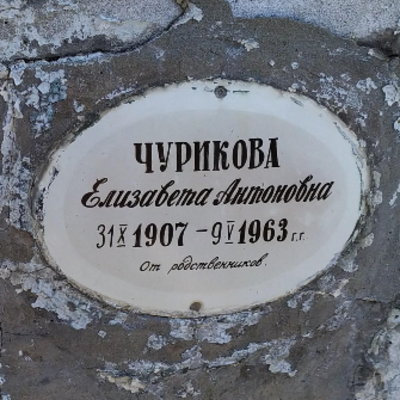 ЧУРИКОВА
Елизавета Антоновна
31 X 1907 – 9 V 1963 г.г.
От родственников.